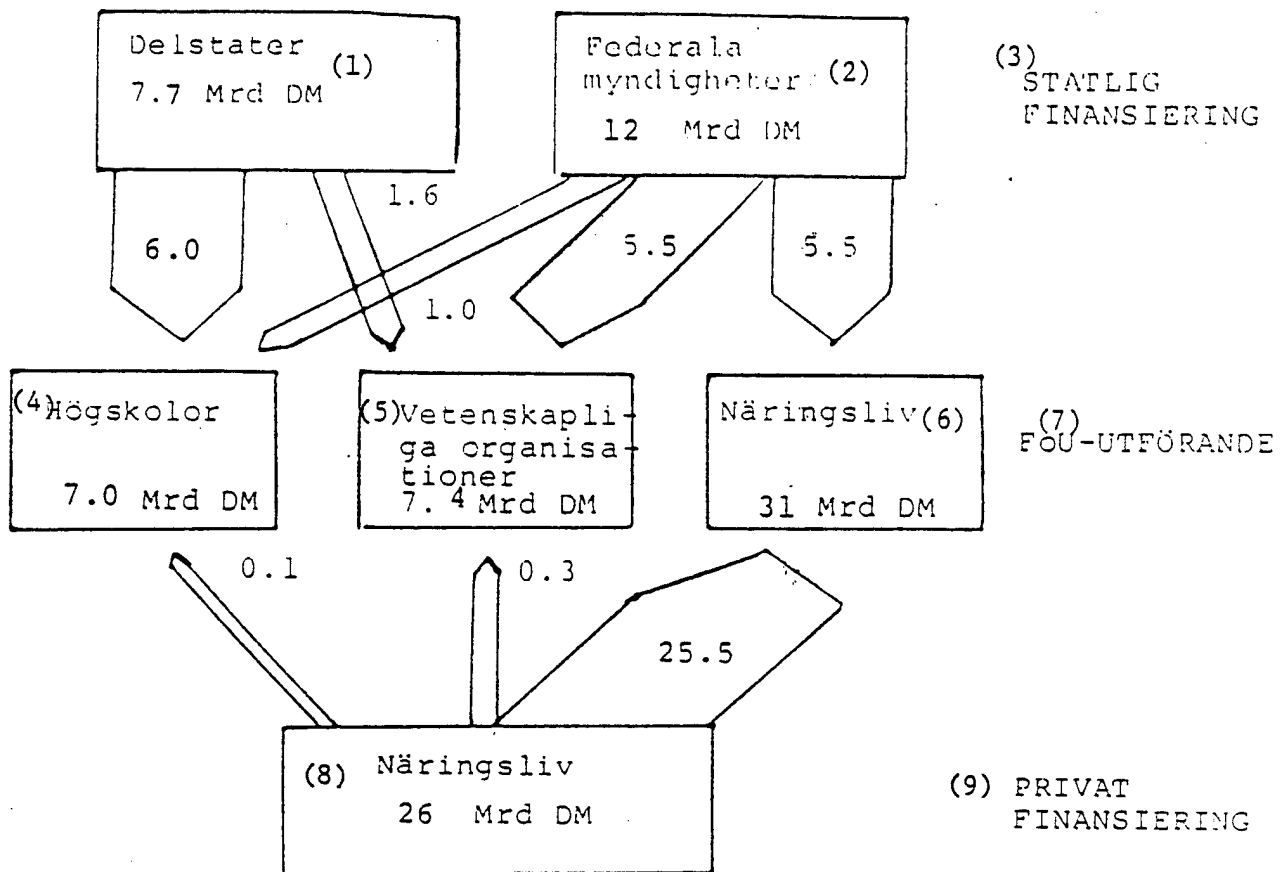 Delstater
(1)
7.7 Mrd DM
Federala
myndigheter (2)
12 Mrd DM
(3)
STATLIG
FINANSIERING
1.6
6.0
5.5
5.5
1.0
(4) Högskolor
7.0 Mrd DM
(5) Vetenskapli-
ga organisa-
tioner
7.4 Mrd DM
Näringsliv (6)
31 Mrd DM
(7)
FoU-UTFÖRANDE
0.1
0.3
25.5
(8) Näringsliv
26 Mrd DM
(9) PRIVAT
FINANSIERING